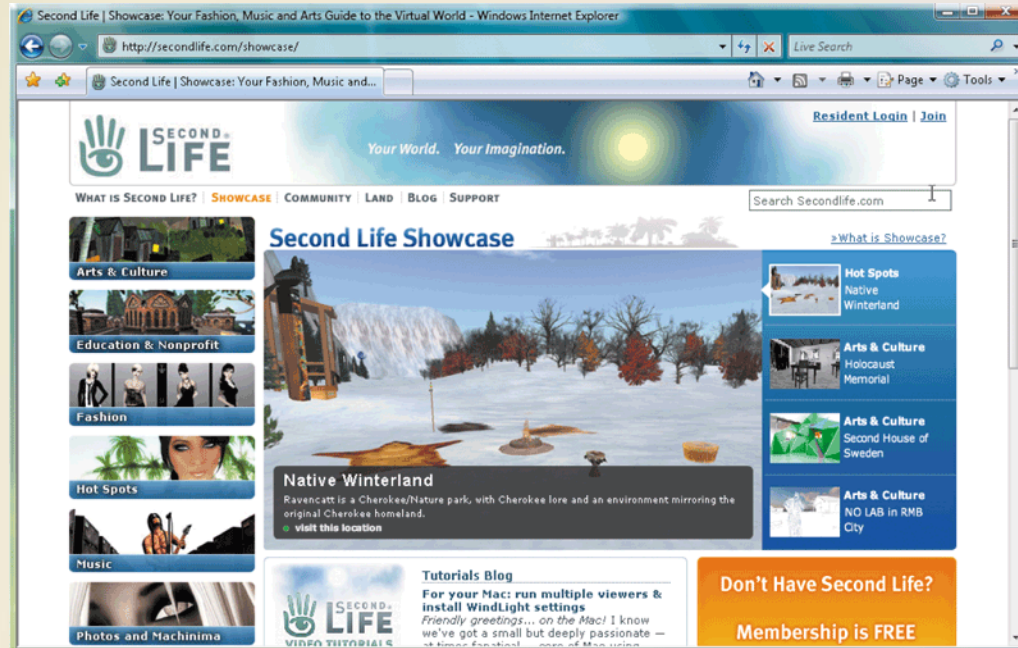 Second Life | Showcase: Your Fashion, Music and Arts Guide to the Virtual World - Windows Internet Explorer
http://secondlife.com/showcase/
Live Search
Second Life | Showcase: Your Fashion, Music and...
Page
Tools
Resident Login | Join
SECOND
LIFE
Your World. Your Imagination.
WHAT IS SECOND LIFE? | SHOWCASE | COMMUNITY | LAND | BLOG | SUPPORT
Search Secondlife.com
Second Life Showcase
»What is Showcase?
Arts & Culture
Education & Nonprofit
Fashion
Hot Spots
Music
Photos and Machinima
Native Winterland
Ravencatt is a Cherokee/Nature park, with Cherokee lore and an environment mirroring the
original Cherokee homeland.
visit this location
Hot Spots
Native
Winterland
Arts & Culture
Holocaust
Memorial
Arts & Culture
Second House of
Sweden
Arts & Culture
NO LAB in RMB
City
SECOND
LIFE
VIDEO TUTORIALS
Tutorials Blog
For your Mac: run multiple viewers &
install WindLight settings
Friendly greetings... on the Mac! I know
we've got a small but deeply passionate —
at times fanatical — core of Mac-using
Don't Have Second Life?
Membership is FREE